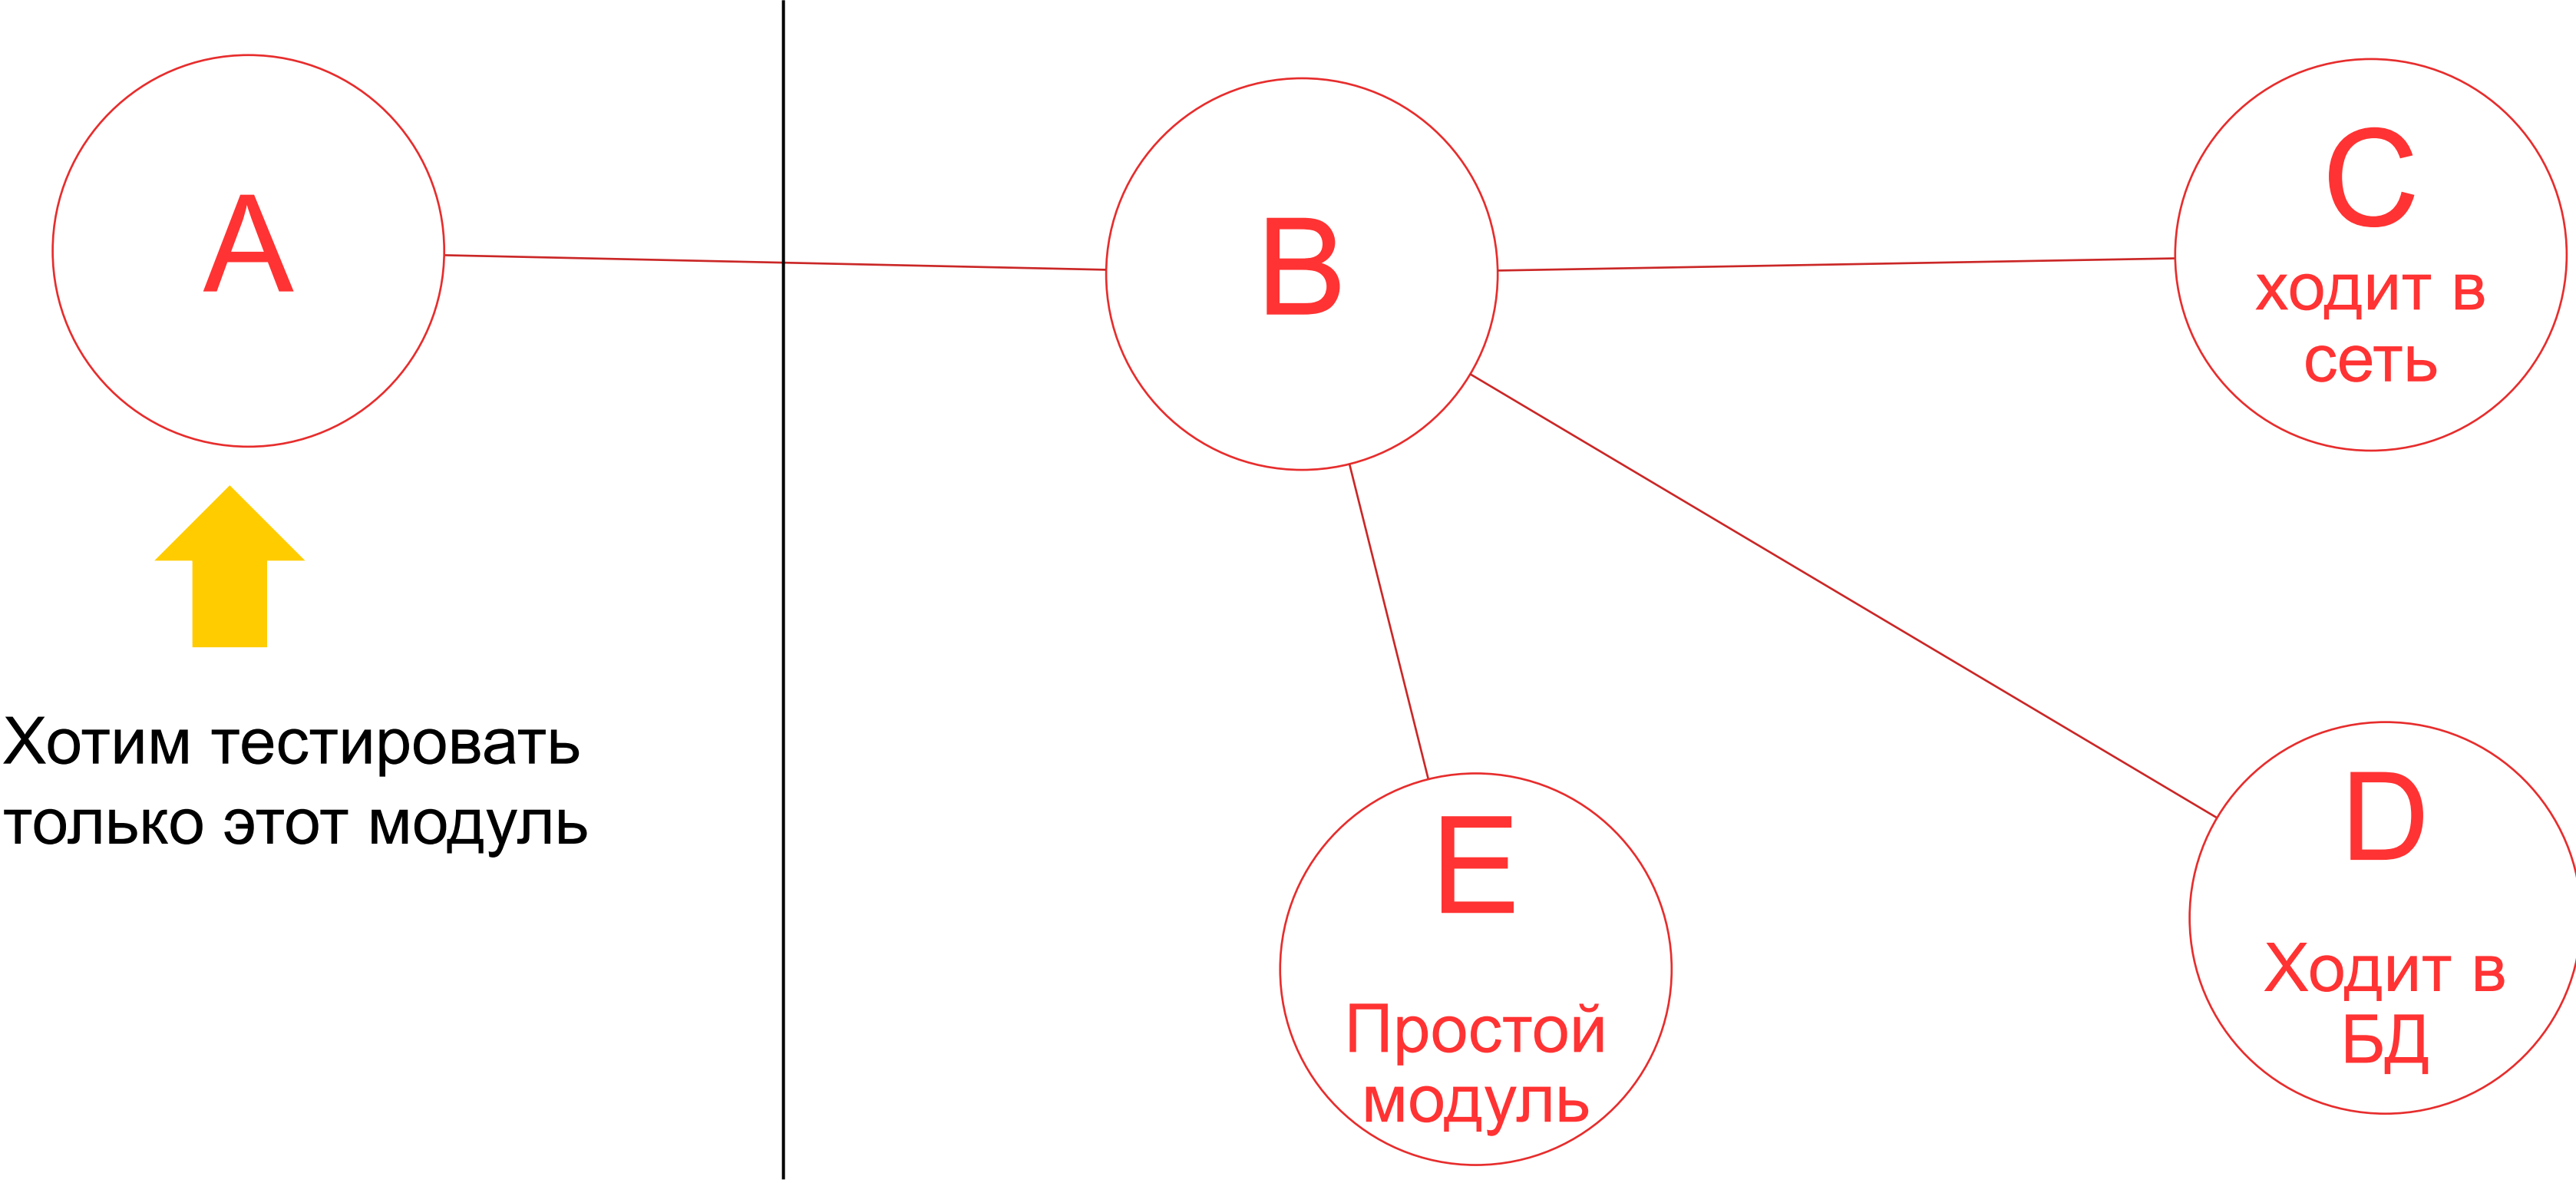 A
B
C
ходит в
сеть
Хотим тестировать
только этот модуль
E
Простой
модуль
D
Ходит в
БД